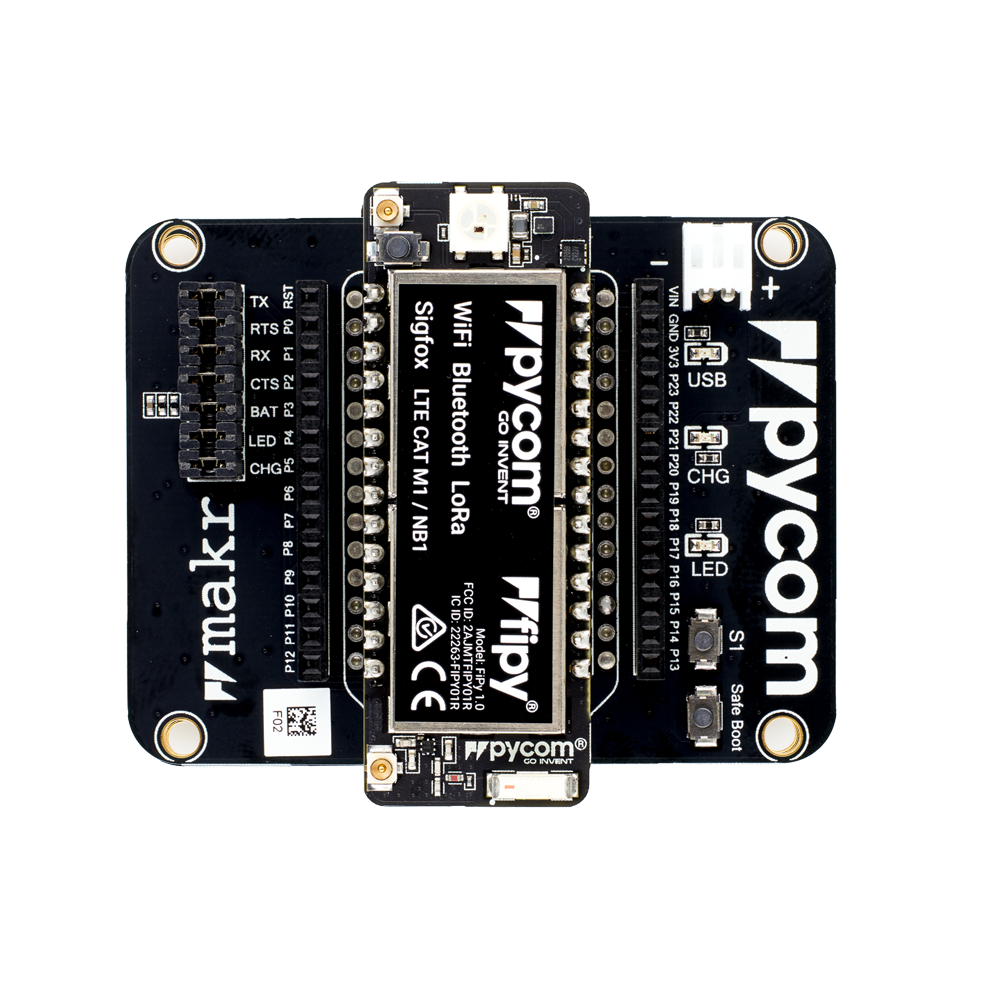 TX
RTS
RX
CTS
BAT
LED
CHG
RST
P0
P1
P2
P3
P4
P5
P6
P7
P8
P9
P10
P11
P12
makr
F02
pycom®
GO INVENT
WiFi Bluetooth LoRa
Sigfox LTE CAT M1 / NB1
fipy®
Model: FiPy 1.0
FCC ID: 2AJMTFIPY01R
IC ID: 22263-FIPY01R
CE
pycom®
GO INVENT
−
+
VIN
GND
3V3
P23
P22
P21
P20
P19
P18
P17
P16
P15
P14
P13
USB
CHG
LED
S1
Safe Boot
pycom